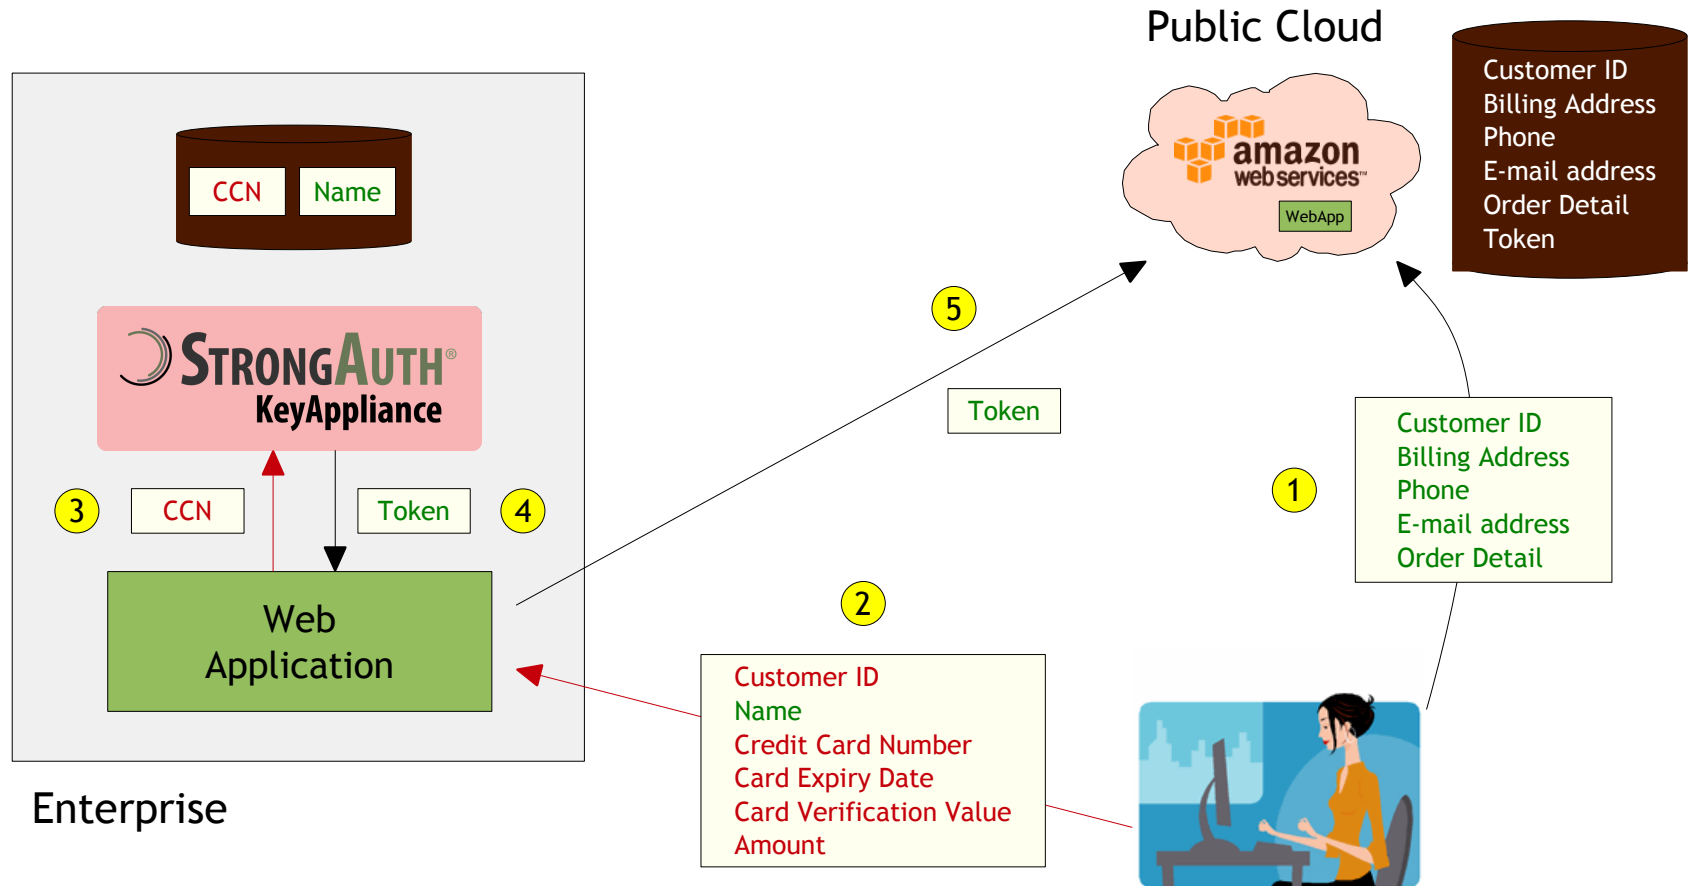 Public Cloud
Customer ID
Billing Address
Phone
E-mail address
Order Detail
Token
amazon
web services™
WebApp
CCN
Name
STRONGAUTH®
KeyAppliance
3
CCN
Token
4
Web
Application
Enterprise
5
Token
1
Customer ID
Billing Address
Phone
E-mail address
Order Detail
2
Customer ID
Name
Credit Card Number
Card Expiry Date
Card Verification Value
Amount